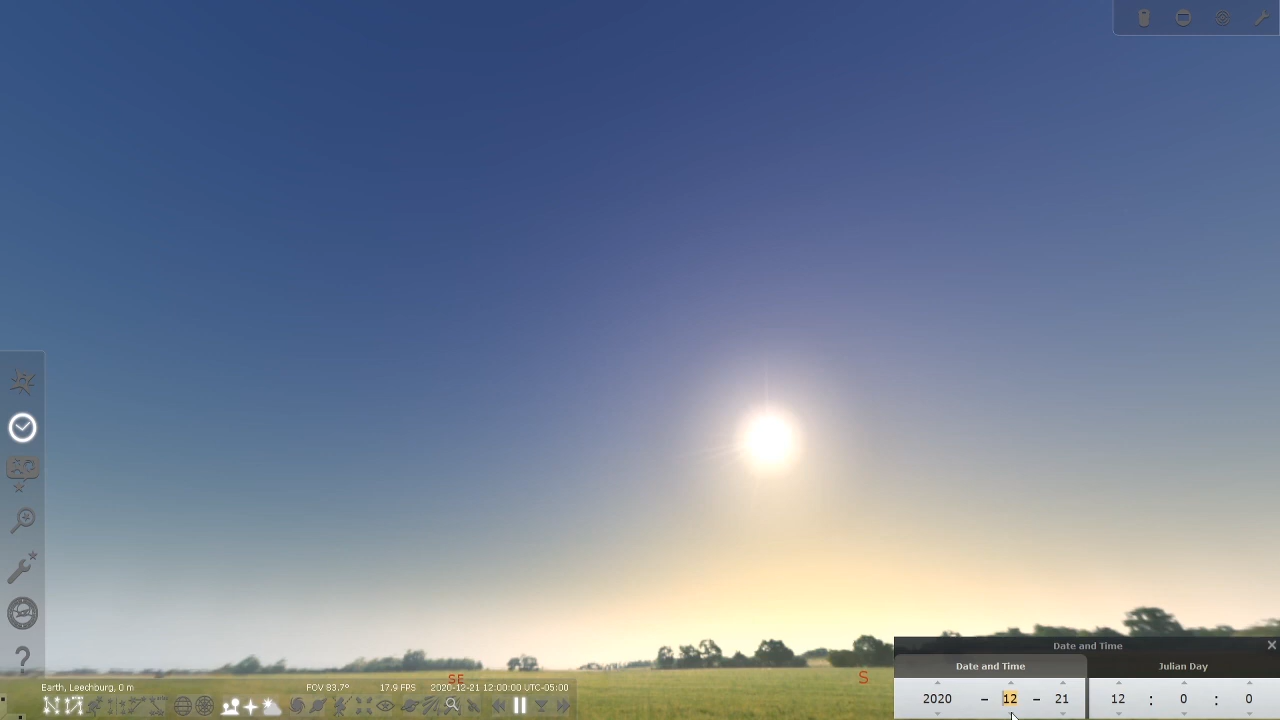 SE
S
Earth, Leechburg, 0 m FOV 83.7° 17.9 FPS 2020-12-21 12:00:00 UTC-05:00
Date and Time
Date and Time Julian Day
2020 – 12 – 21 12 : 0 : 0